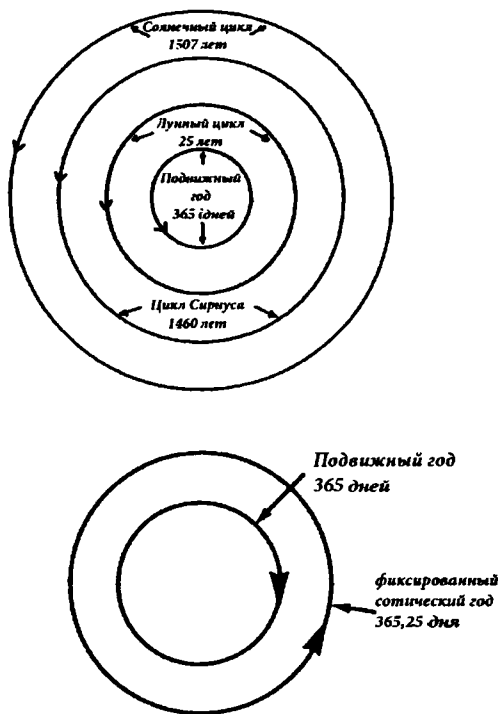 Солнечный цикл
1507 лет
Лунный цикл
25 лет
Подвижный
год
365 iдней
Цикл Сириуса
1460 лет
Подвижный год
365 дней
фиксированный
сотический год
365,25 дня